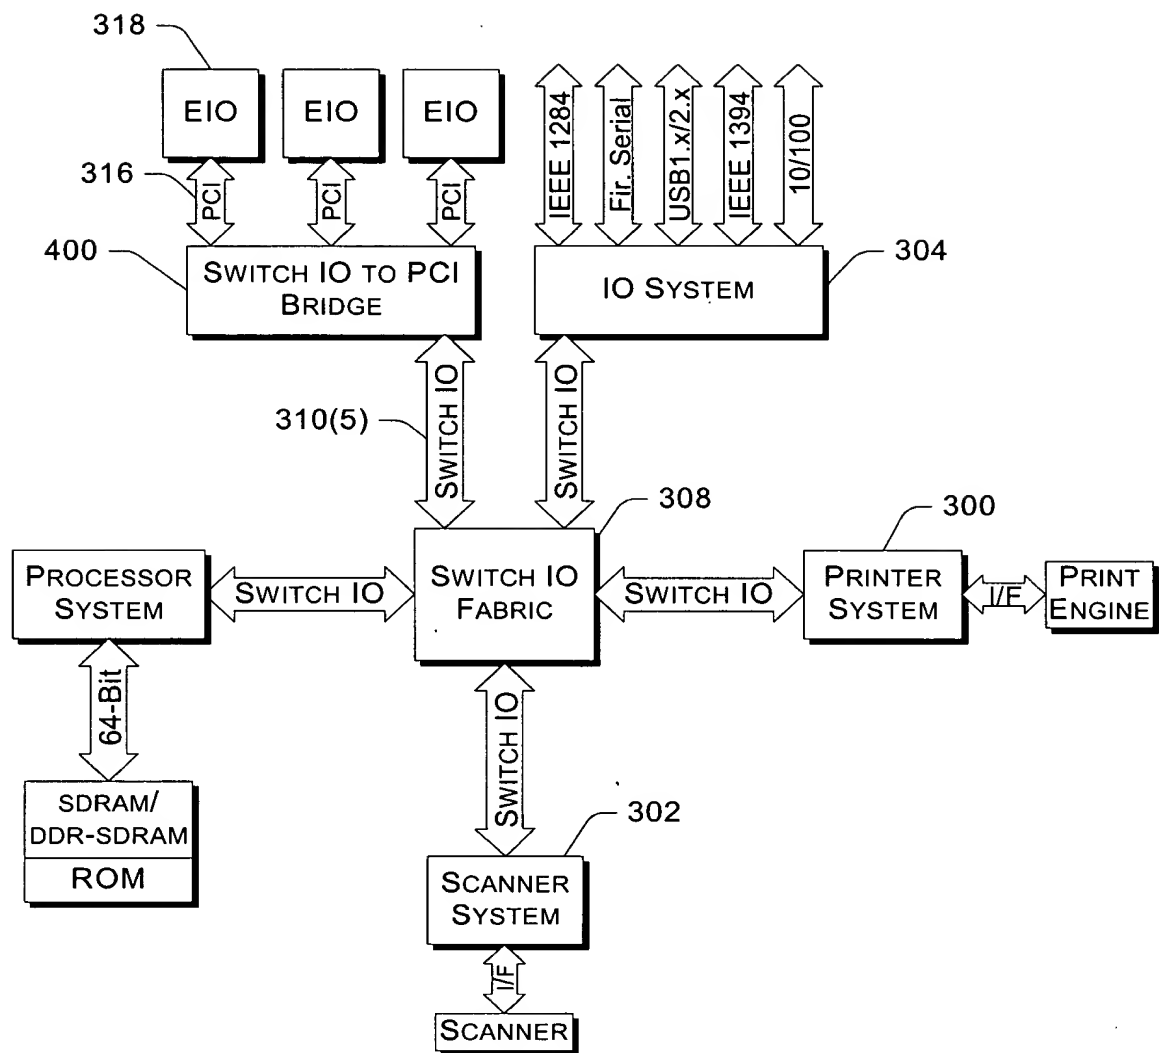 318
EIO
EIO
EIO
316
PCI
PCI
PCI
IEEE 1284
Fir. Serial
USB1.x/2.x
IEEE 1394
10/100
400
SWITCH IO TO PCI
BRIDGE
IO SYSTEM
304
310(5)
SWITCH IO
SWITCH IO
308
300
PROCESSOR
SYSTEM
SWITCH IO
SWITCH IO
FABRIC
SWITCH IO
PRINTER
SYSTEM
I/F
PRINT
ENGINE
64-Bit
SWITCH IO
SDRAM/
DDR-SDRAM
ROM
302
SCANNER
SYSTEM
I/F
SCANNER